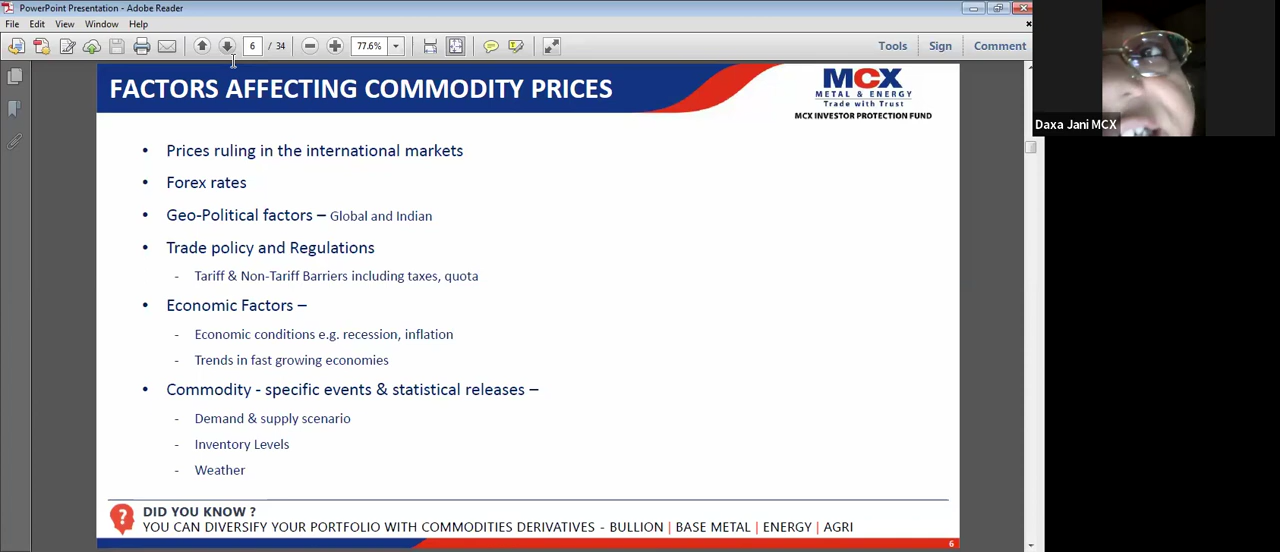 PowerPoint Presentation - Adobe Reader
File Edit View Window Help
6 / 34 77.6% Tools Sign Comment
FACTORS AFFECTING COMMODITY PRICES
MCX
METAL & ENERGY
Trade with Trust
MCX INVESTOR PROTECTION FUND
Daxa Jani MCX
• Prices ruling in the international markets
• Forex rates
• Geo-Political factors – Global and Indian
• Trade policy and Regulations
- Tariff & Non-Tariff Barriers including taxes, quota
• Economic Factors –
- Economic conditions e.g. recession, inflation
- Trends in fast growing economies
• Commodity - specific events & statistical releases –
- Demand & supply scenario
- Inventory Levels
- Weather
?
DID YOU KNOW ?
YOU CAN DIVERSIFY YOUR PORTFOLIO WITH COMMODITIES DERIVATIVES - BULLION | BASE METAL | ENERGY | AGRI
6